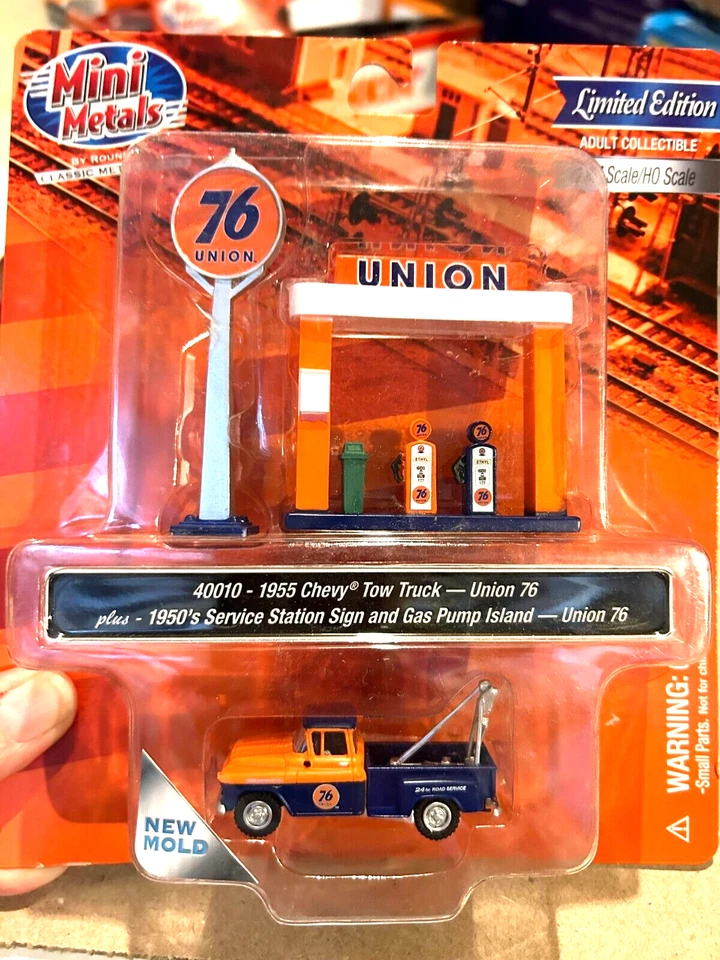 Mini
Metals
BY ROUND
CLASSIC MET
Limited Edition
ADULT COLLECTIBLE
Scale/HO Scale
76
UNION
UNION
76
76
ETHYL
ETHYL
76
76
40010 - 1955 Chevy® Tow Truck — Union 76
plus - 1950's Service Station Sign and Gas Pump Island — Union 76
WARNING:
-Small Parts. Not for chi
76
UNION
24 hr. ROAD SERVICE
NEW
MOLD